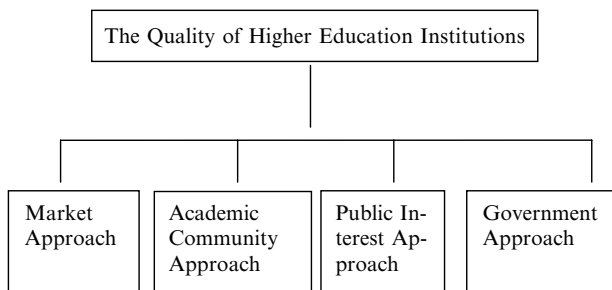 The Quality of Higher Education Institutions
Market
Approach
Academic
Community
Approach
Public In-
terest Ap-
proach
Government
Approach